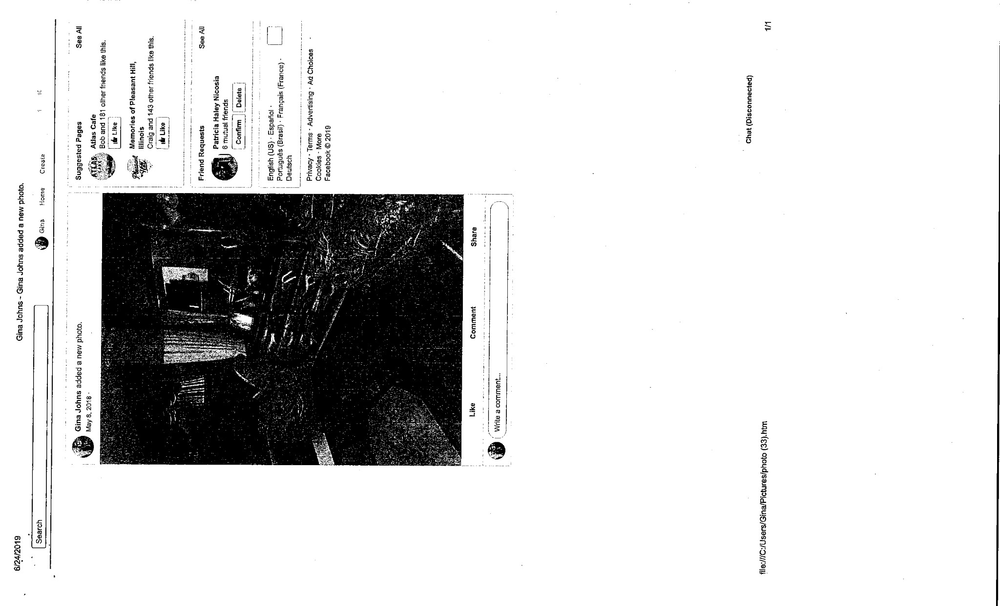 6/24/2019
Gina Johns - Gina Johns added a new photo.
Search
Gina
Home
Create
1
10
Gina Johns added a new photo.
May 8, 2018 ·
Like
Comment
Share
Write a comment...
Suggested Pages
See All
ATLAS
Atlas Cafe
Bob and 181 other friends like this.
Like
Pleasant
Hill
Memories of Pleasant Hill,
Illinois
Craig and 143 other friends like this.
Like
Friend Requests
See All
Patricia Haley Nicosia
6 mutual friends
Confirm
Delete
English (US) · Español ·
Português (Brasil) · Français (France) ·
Deutsch
Privacy · Terms · Advertising · Ad Choices
Cookies · More
Facebook © 2019
Chat (Disconnected)
file:///C:/Users/Gina/Pictures/photo (33).htm
1/1